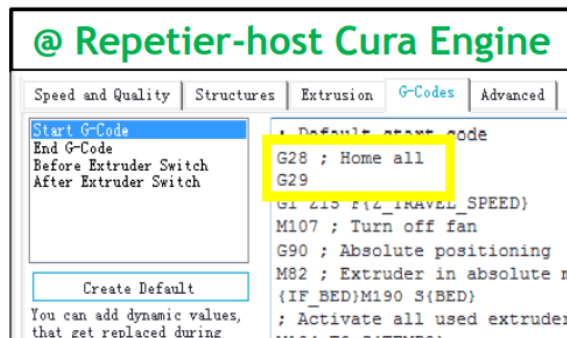 @ Repetier-host Cura Engine
Speed and Quality Structures Extrusion G-Codes Advanced
Start G-Code
End G-Code
Before Extruder Switch
After Extruder Switch
Create Default
You can add dynamic values,
that get replaced during
; Default start code
G28 ; Home all
G29
G1 Z15 F{Z_TRAVEL_SPEED}
M107 ; Turn off fan
G90 ; Absolute positioning
M82 ; Extruder in absolute
{IF_BED}M190 S{BED}
; Activate all used extruder